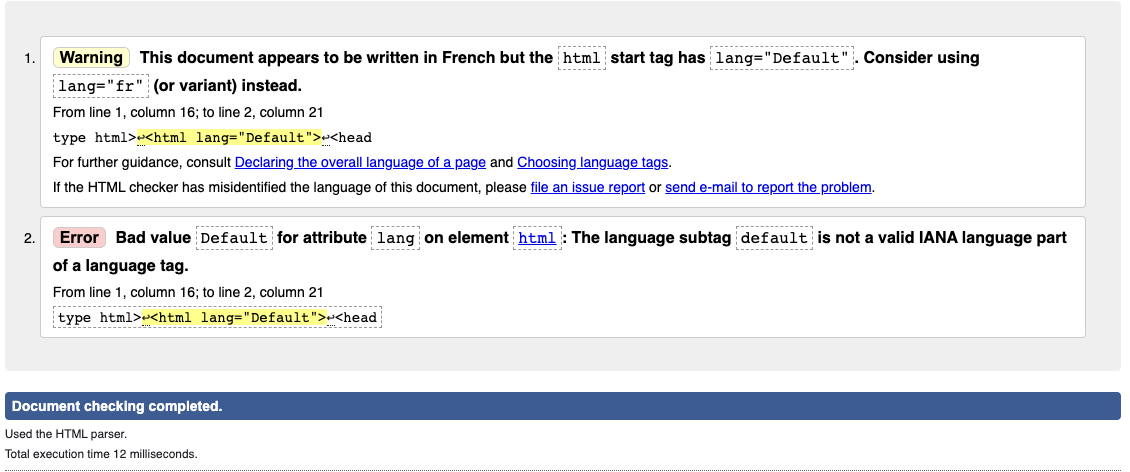 1. Warning This document appears to be written in French but the html start tag has lang="Default". Consider using
lang="fr" (or variant) instead.
From line 1, column 16; to line 2, column 21
type html>↩<html lang="Default">↩<head
For further guidance, consult Declaring the overall language of a page and Choosing language tags.
If the HTML checker has misidentified the language of this document, please file an issue report or send e-mail to report the problem.
2. Error Bad value Default for attribute lang on element html: The language subtag default is not a valid IANA language part
of a language tag.
From line 1, column 16; to line 2, column 21
type html>↩<html lang="Default">↩<head
Document checking completed.
Used the HTML parser.
Total execution time 12 milliseconds.